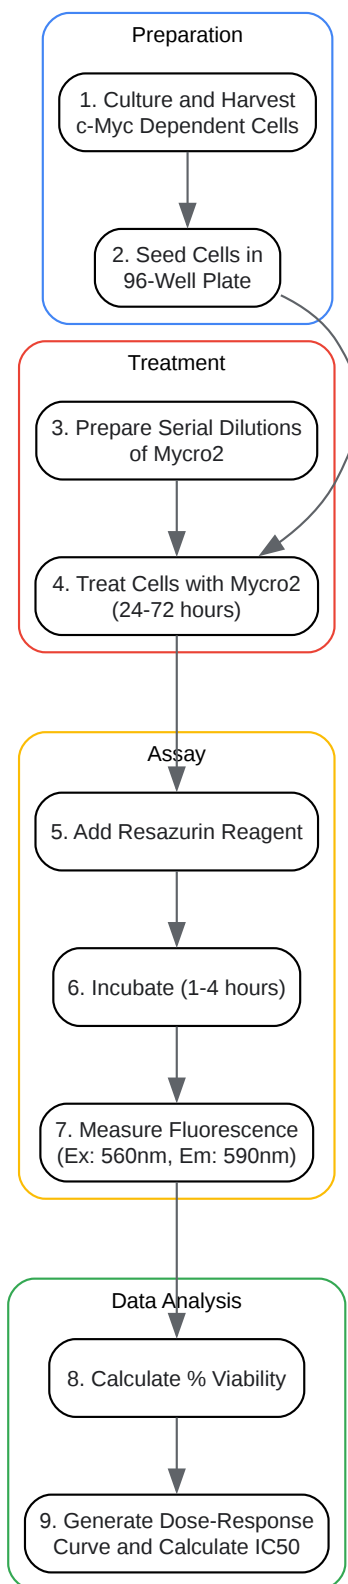 Preparation
1. Culture and Harvest
c-Myc Dependent Cells
2. Seed Cells in
96-Well Plate
Treatment
3. Prepare Serial Dilutions
of Mycro2
4. Treat Cells with Mycro2
(24-72 hours)
Assay
5. Add Resazurin Reagent
6. Incubate (1-4 hours)
7. Measure Fluorescence
(Ex: 560nm, Em: 590nm)
Data Analysis
8. Calculate % Viability
9. Generate Dose-Response
Curve and Calculate IC50